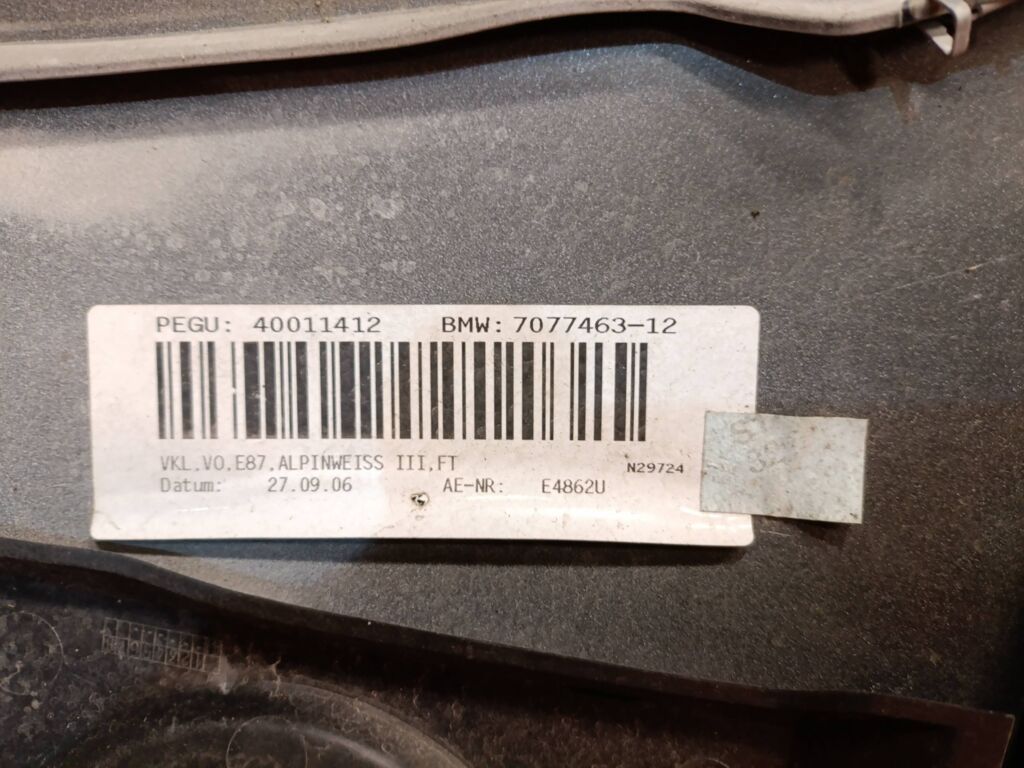 PEGU: 40011412 BMW: 7077463-12
VKL.VO.E87.ALPINWEISS III.FT N29724
Datum: 27.09.06 AE-NR: E4862U